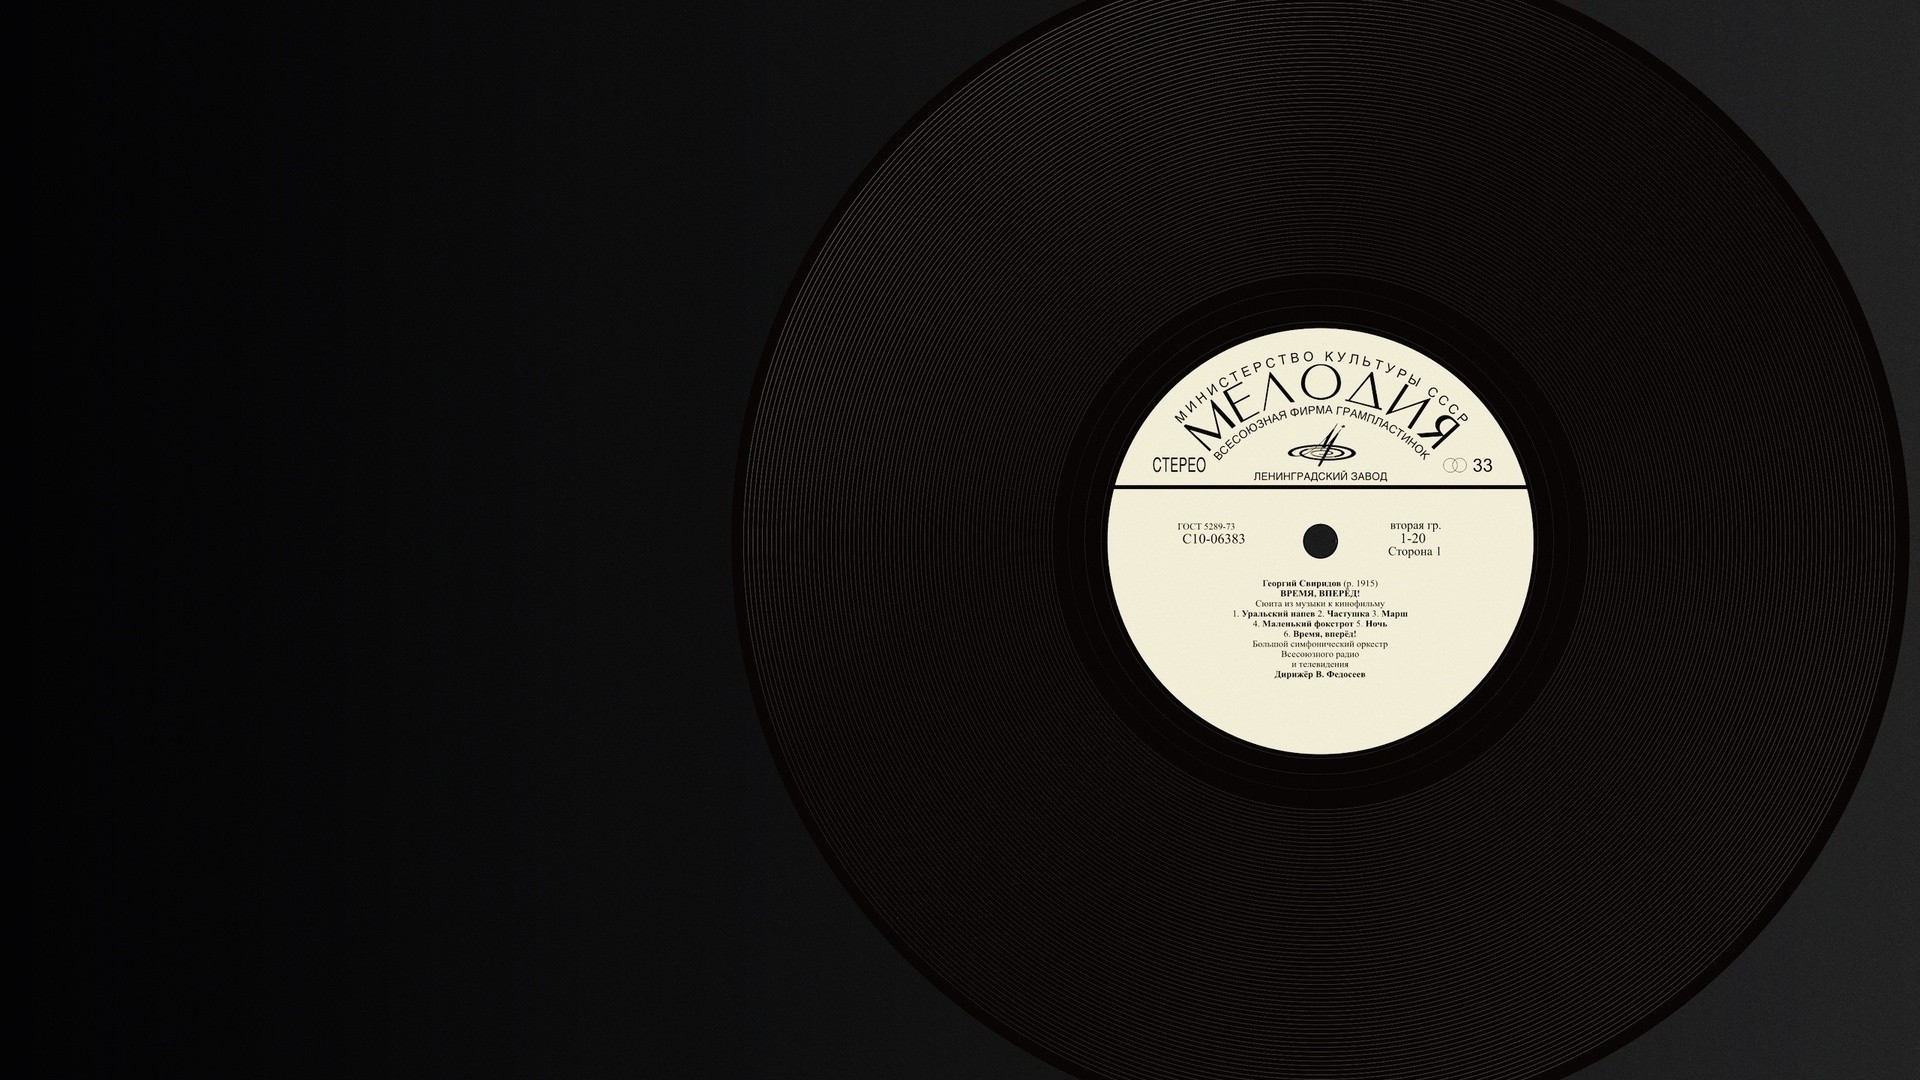 МИНИСТЕРСТВО КУЛЬТУРЫ СССР
МЕЛОДИЯ
ВСЕСОЮЗНАЯ ФИРМА ГРАМПЛАСТИНОК
СТЕРЕО
33
ЛЕНИНГРАДСКИЙ ЗАВОД
ГОСТ 5289-73
С10-06383
вторая гр.
1-20
Сторона 1
Георгий Свиридов (р. 1915)
ВРЕМЯ, ВПЕРЁД!
Сюита из музыки к кинофильму
1. Уральский напев 2. Частушка 3. Марш
4. Маленький фокстрот 5. Ночь
6. Время, вперёд!
Большой симфонический оркестр
Всесоюзного радио
и телевидения
Дирижёр В. Федосеев